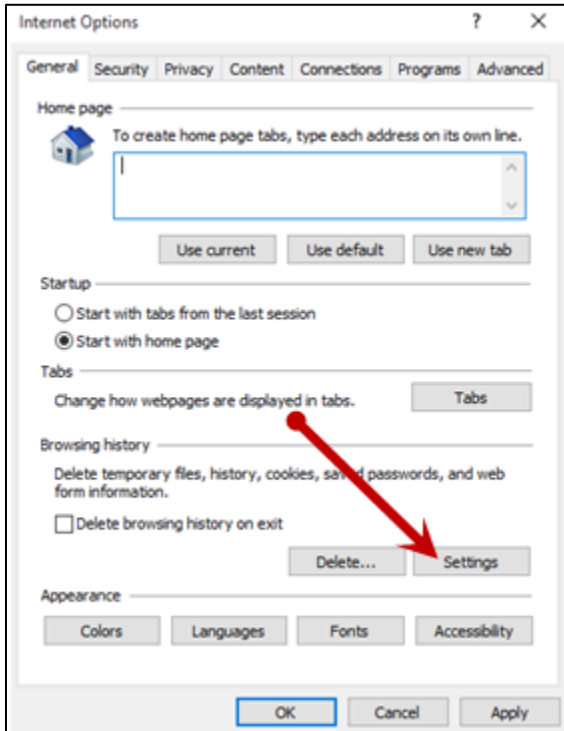 Internet Options ?
General Security Privacy Content Connections Programs Advanced
Home page
To create home page tabs, type each address on its own line.
Use current Use default Use new tab
Startup
Start with tabs from the last session
Start with home page
Tabs
Change how webpages are displayed in tabs. Tabs
Browsing history
Delete temporary files, history, cookies, saved passwords, and web
form information.
Delete browsing history on exit
Delete... Settings
Appearance
Colors Languages Fonts Accessibility
OK Cancel Apply